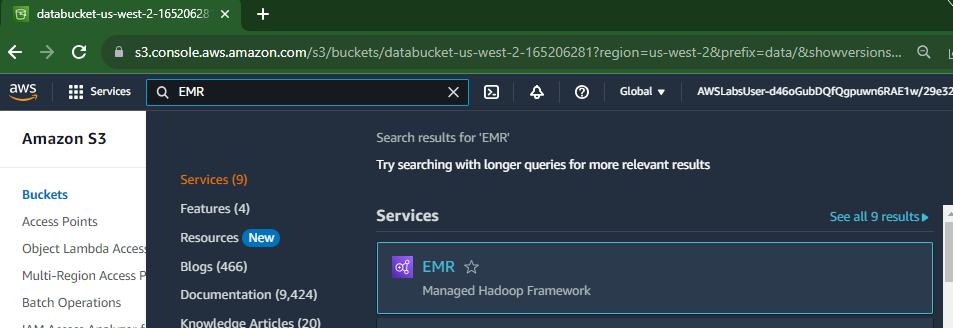 databucket-us-west-2-16520628
s3.console.aws.amazon.com/s3/buckets/databucket-us-west-2-165206281?region=us-west-2&prefix=data/&showversions...
aws
Services
EMR
Global
AWSLabsUser-d46oGubDQfQgpuwn6RAE1w/29e32
Amazon S3
Buckets
Access Points
Object Lambda Access
Multi-Region Access P
Batch Operations
IAM Access Analyzer f
Services (9)
Features (4)
Resources New
Blogs (466)
Documentation (9,424)
Knowledge Articles (20)
Search results for 'EMR'
Try searching with longer queries for more relevant results
Services
See all 9 results
EMR
Managed Hadoop Framework